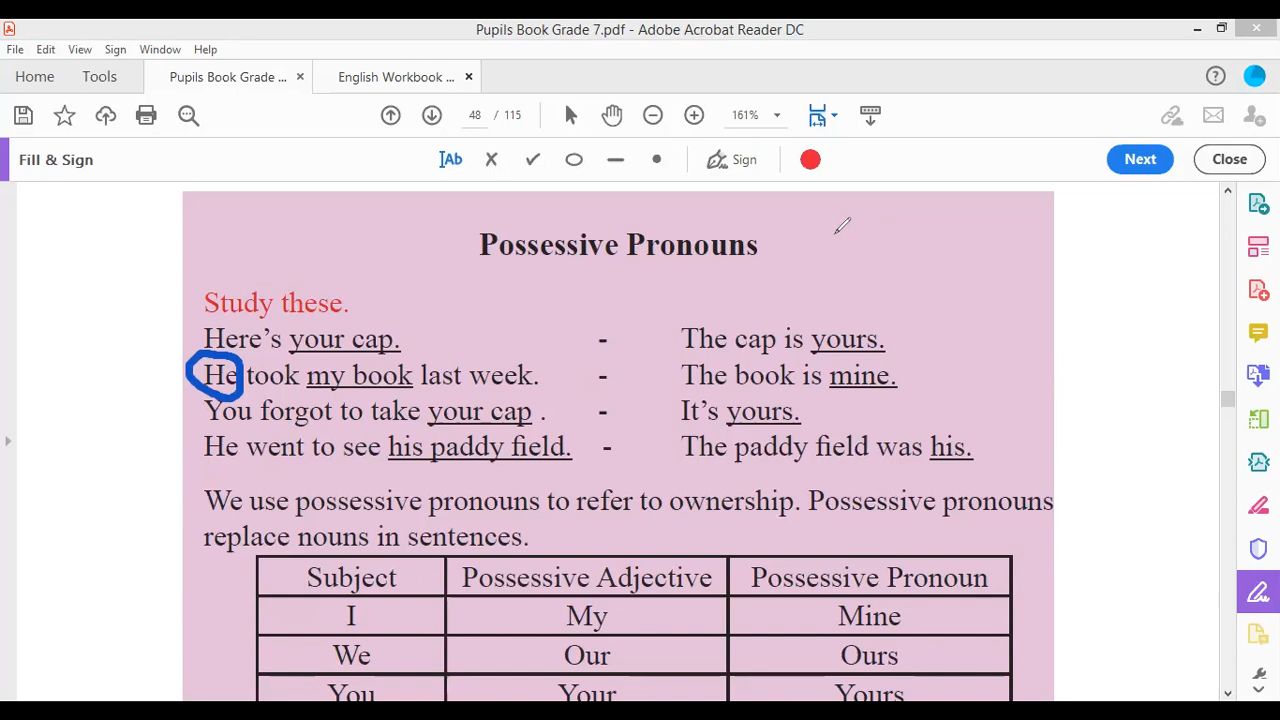 Pupils Book Grade 7.pdf - Adobe Acrobat Reader DC
File Edit View Sign Window Help
Home Tools Pupils Book Grade ... × English Workbook ... ×
48 / 115 161%
Fill & Sign Ab Sign Next Close
Possessive Pronouns
Study these.
Here’s your cap. - The cap is yours.
He took my book last week. - The book is mine.
You forgot to take your cap . - It’s yours.
He went to see his paddy field. - The paddy field was his.
We use possessive pronouns to refer to ownership. Possessive pronouns
replace nouns in sentences.
Subject Possessive Adjective Possessive Pronoun
I My Mine
We Our Ours
You Your Yours